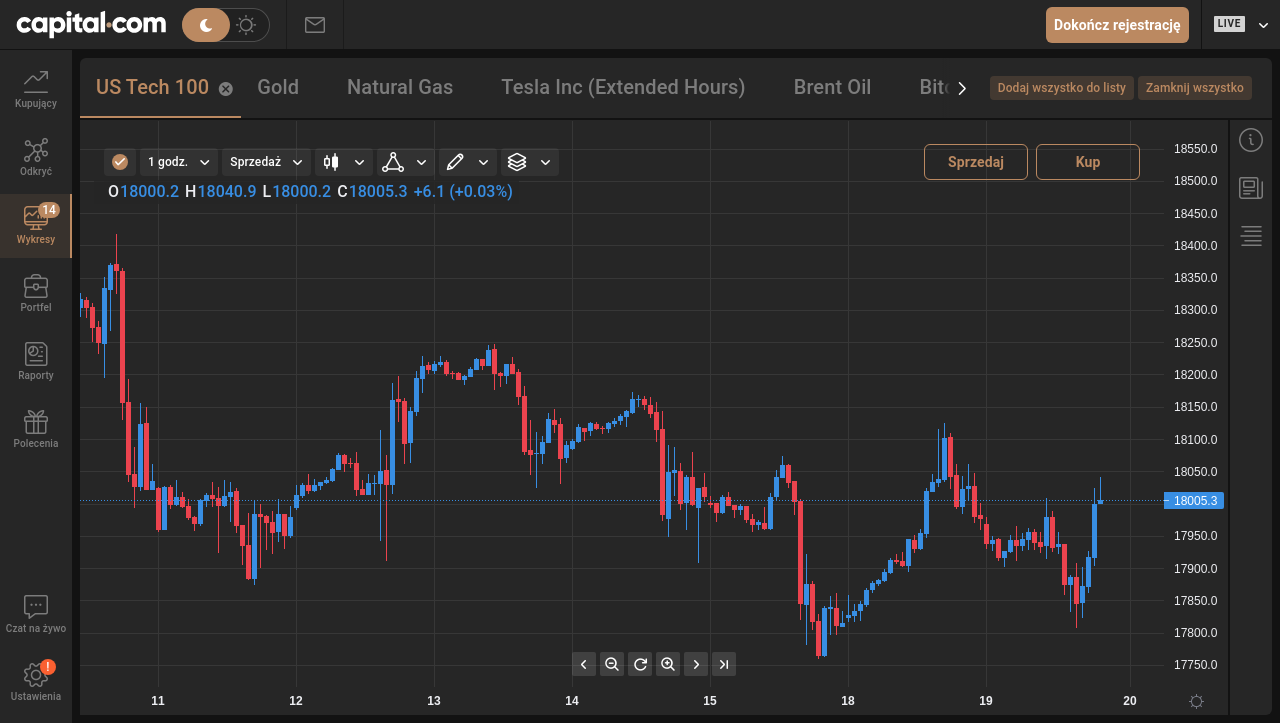 capital.com
Dokończ rejestrację
LIVE
Kupujący
Odkryć
14
Wykresy
Portfel
Raporty
Polecenia
Czat na żywo
!
Ustawienia
US Tech 100
Gold
Natural Gas
Tesla Inc (Extended Hours)
Brent Oil
Dodaj wszystko do listy
Zamknij wszystko
1 godz.
Sprzedaż
Sprzedaj
Kup
O18000.2 H18040.9 L18000.2 C18005.3 +6.1 (+0.03%)
18550.0
18500.0
18450.0
18400.0
18350.0
18300.0
18250.0
18200.0
18150.0
18100.0
18050.0
18005.3
17950.0
17900.0
17850.0
17800.0
17750.0
11 12 13 14 15 18 19 20